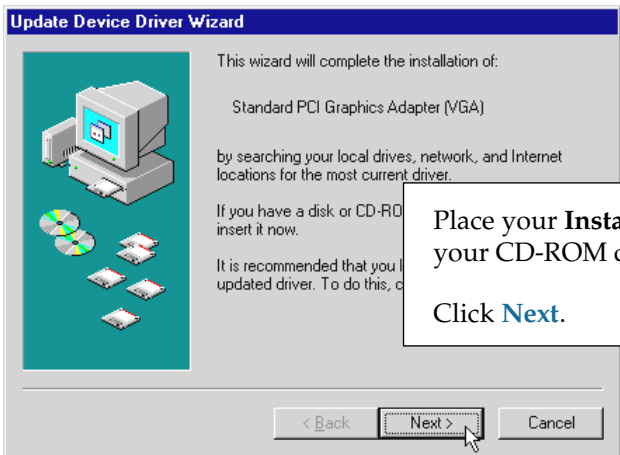 Update Device Driver Wizard
This wizard will complete the installation of:
Standard PCI Graphics Adapter (VGA)
by searching your local drives, network, and Internet
locations for the most current driver.
If you have a disk or CD-RO
insert it now.
It is recommended that you l
updated driver. To do this, c
Place your Insta
your CD-ROM d
Click Next.
< Back
Next >
Cancel